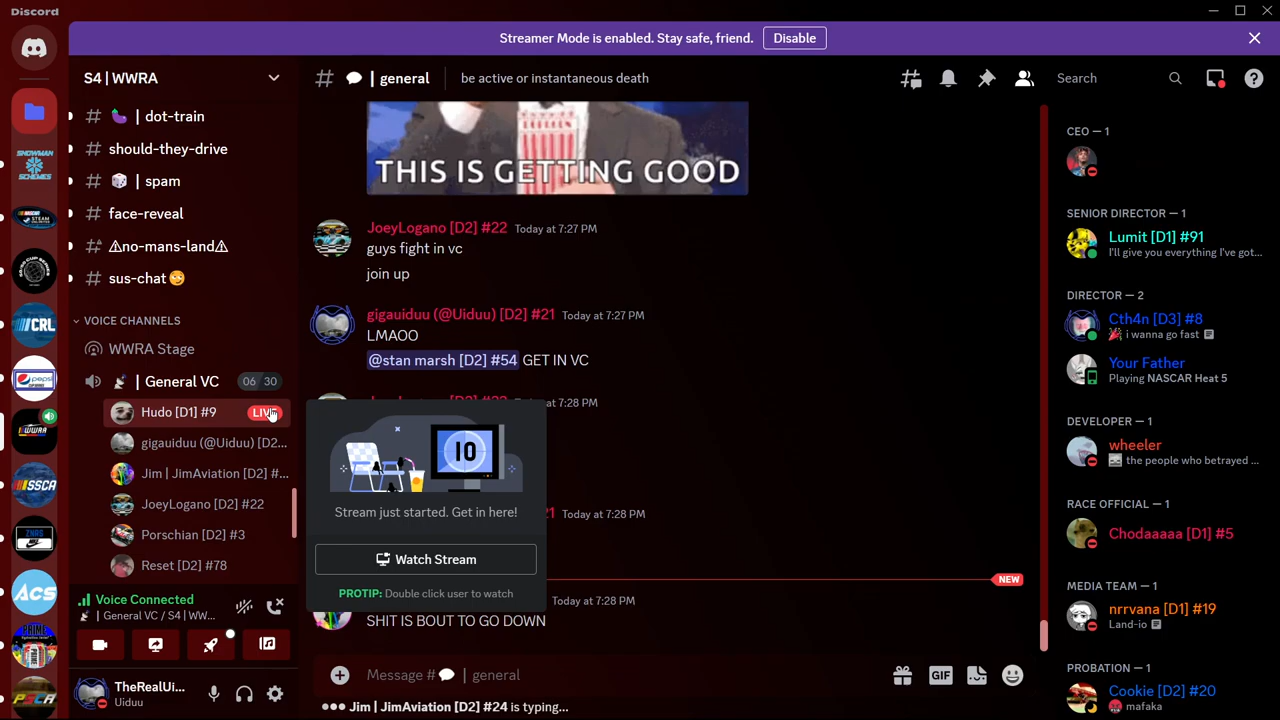 Discord
Streamer Mode is enabled. Stay safe, friend.
Disable
S4 | WWRA
| general
be active or instantaneous death
Search
| dot-train
should-they-drive
| spam
face-reveal
⚠no-mans-land⚠
sus-chat😳
VOICE CHANNELS
WWRA Stage
| General VC
06 30
Hudo [D1] #9
LIVE
gigauiduu (@Uiduu) [D2...
Jim | JimAviation [D2] #...
JoeyLogano [D2] #22
Porschian [D2] #3
Reset [D2] #78
Voice Connected
| General VC / S4 | WW...
TheRealUi...
Uiduu
THIS IS GETTING GOOD
JoeyLogano [D2] #22 Today at 7:27 PM
guys fight in vc
join up
gigauiduu (@Uiduu) [D2] #21 Today at 7:27 PM
LMAOO
@stan marsh [D2] #54 GET IN VC
at 7:28 PM
Today at 7:28 PM
NEW
Today at 7:28 PM
SHIT IS BOUT TO GO DOWN
10
Stream just started. Get in here!
Watch Stream
PROTIP: Double click user to watch
Message # 💬 | general
GIF
Jim | JimAviation [D2] #24 is typing...
CEO — 1
SENIOR DIRECTOR — 1
Lumit [D1] #91
I'll give you everything I've got...
DIRECTOR — 2
Cth4n [D3] #8
🎉 i wanna go fast
Your Father
Playing NASCAR Heat 5
DEVELOPER — 1
wheeler
the people who betrayed ...
RACE OFFICIAL — 1
Chodaaaaa [D1] #5
MEDIA TEAM — 1
nrrvana [D1] #19
Land-io
PROBATION — 1
Cookie [D2] #20
mafaka
SNOWMAN
SCHEMES
CRL
pepsi
WWRA
SSCA
ACS
PSCA